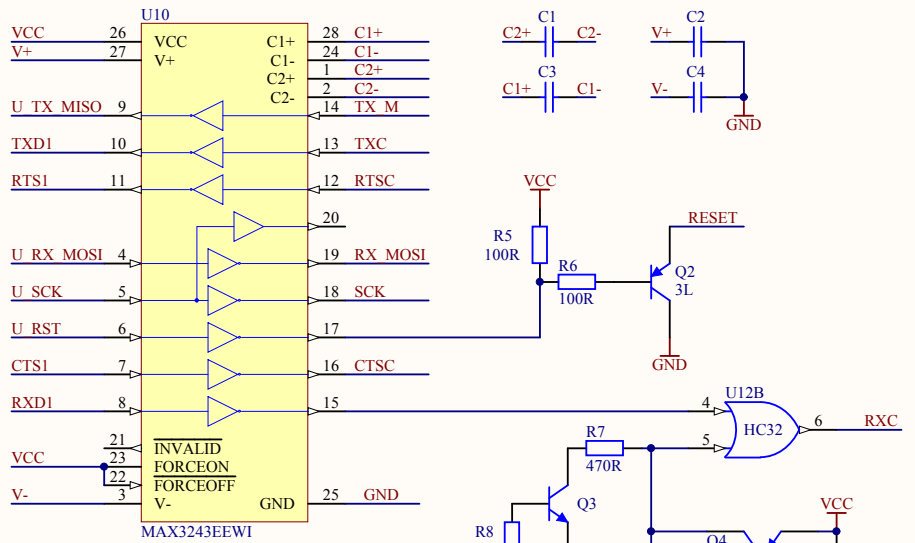 U10
VCC 26 VCC C1+ 28 C1+
V+ 27 V+ C1- 24 C1-
C2+ 1 C2+
C2- 2 C2-
U_TX_MISO 9 14 TX_M
TXD1 10 13 TXC
RTS1 11 12 RTSC
20
U_RX_MOSI 4 19 RX_MOSI
U_SCK 5 18 SCK
U_RST 6 17
CTS1 7 16 CTSC
RXD1 8 15
21 INVALID
VCC 23 FORCEON
22 FORCEOFF
V- 3 V- GND 25 GND
MAX3243EEWI
C1
C2+ C2-
C2
V+
C3
C1+ C1-
C4
V-
GND
VCC
R5
100R
R6
100R
RESET
Q2
3L
GND
U12B
4
5
HC32
6 RXC
R7
470R
Q3
R8
Q4
VCC